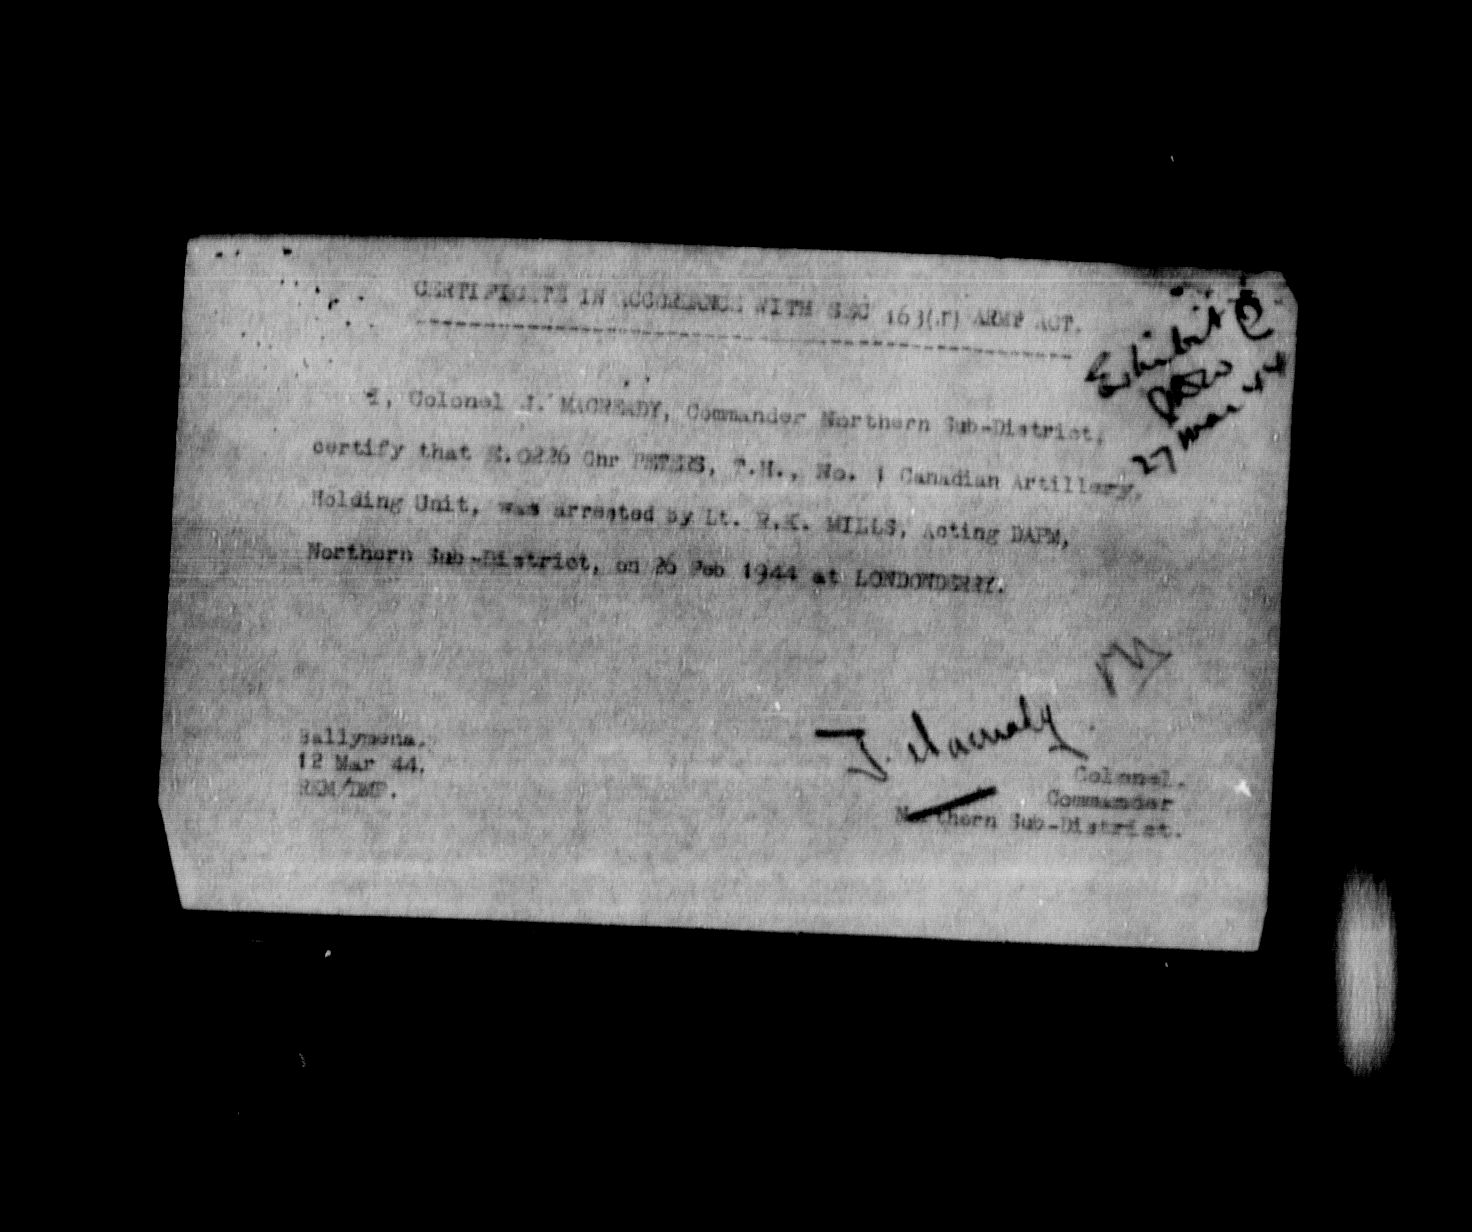 CERTIFICATE IN ACCORDANCE WITH SEC 163(J) ARMY ACT.
Exhibit
27 Mar 44
I, Colonel J. MACREADY, Commander Northern Sub-District,
certify that K.0226 Gnr PETERS, T.H., No. 1 Canadian Artillery,
Holding Unit, was arrested by Lt. R.K. MILLS, Acting DAPM,
Northern Sub-District, on 26 Feb 1944 at LONDONDERRY.
Ballymena.
12 Mar 44.
J. Macready
Colonel.
Commander
Northern Sub-District.